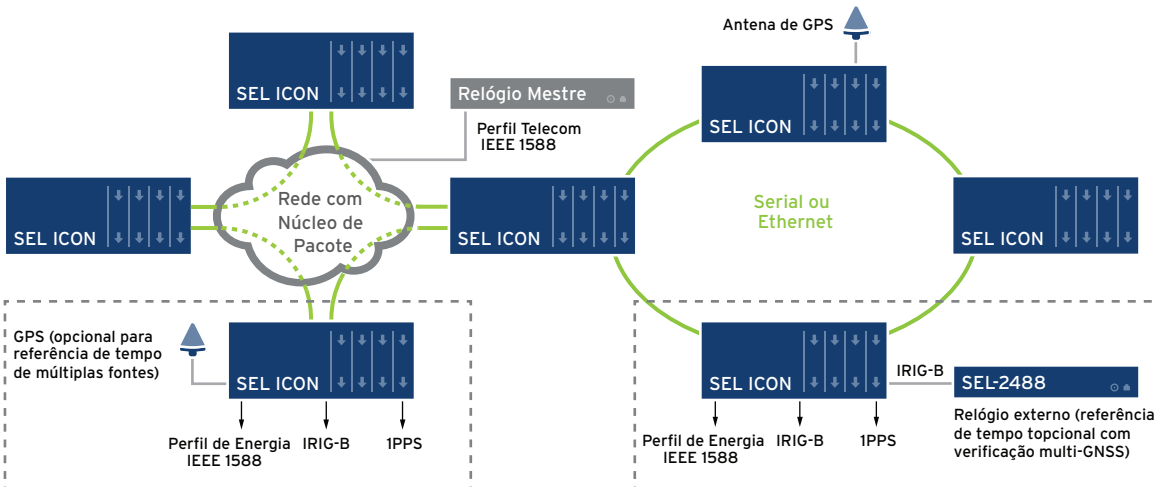 Antena de GPS
SEL ICON
Relógio Mestre
Perfil Telecom
IEEE 1588
SEL ICON
SEL ICON
Rede com
Núcleo de
Pacote
SEL ICON
Serial ou
Ethernet
SEL ICON
GPS (opcional para
referência de tempo
de múltiplas fontes)
SEL ICON
Perfil de Energia
IEEE 1588
IRIG-B
1PPS
SEL ICON
IRIG-B
SEL-2488
Perfil de Energia
IEEE 1588
IRIG-B
1PPS
Relógio externo (referência
de tempo topcional com
verificação multi-GNSS)